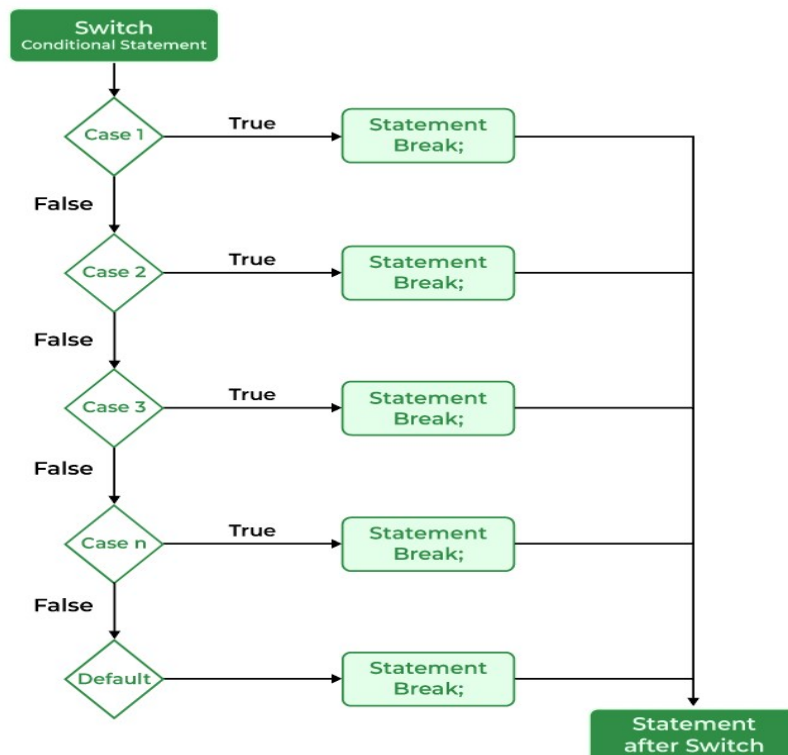 Switch
Conditional Statement
Case 1
True
Statement
Break;
False
Case 2
True
Statement
Break;
False
Case 3
True
Statement
Break;
False
Case n
True
Statement
Break;
False
Default
Statement
Break;
Statement
after Switch